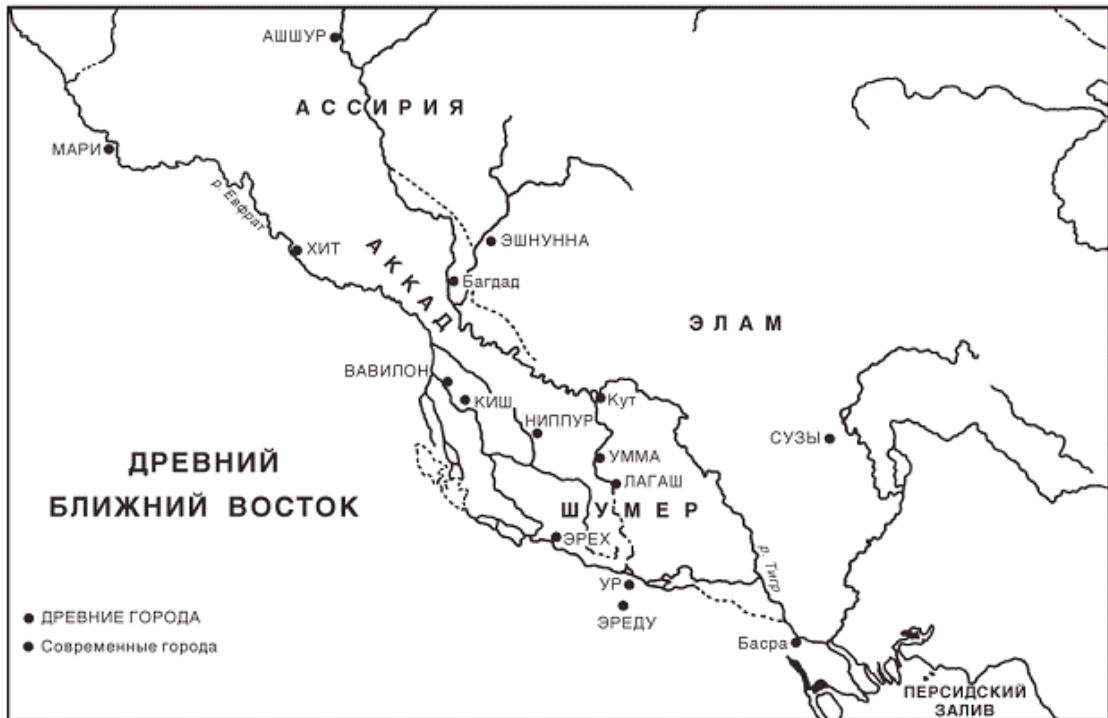 АШШУР
АССИРИЯ
МАРИ
р. Евфрат
ХИТ
АККАД
ЭШНУННА
Багдад
ЭЛАМ
ВАВИЛОН
КИШ
НИППУР
Кут
СУЗЫ
УММА
ЛАГАШ
ДРЕВНИЙ
БЛИЖНИЙ ВОСТОК
ШУМЕР
ЭРЕХ
р. Тигр
УР
ЭРЕДУ
ДРЕВНИЕ ГОРОДА
Современные города
Басра
ПЕРСИДСКИЙ
ЗАЛИВ